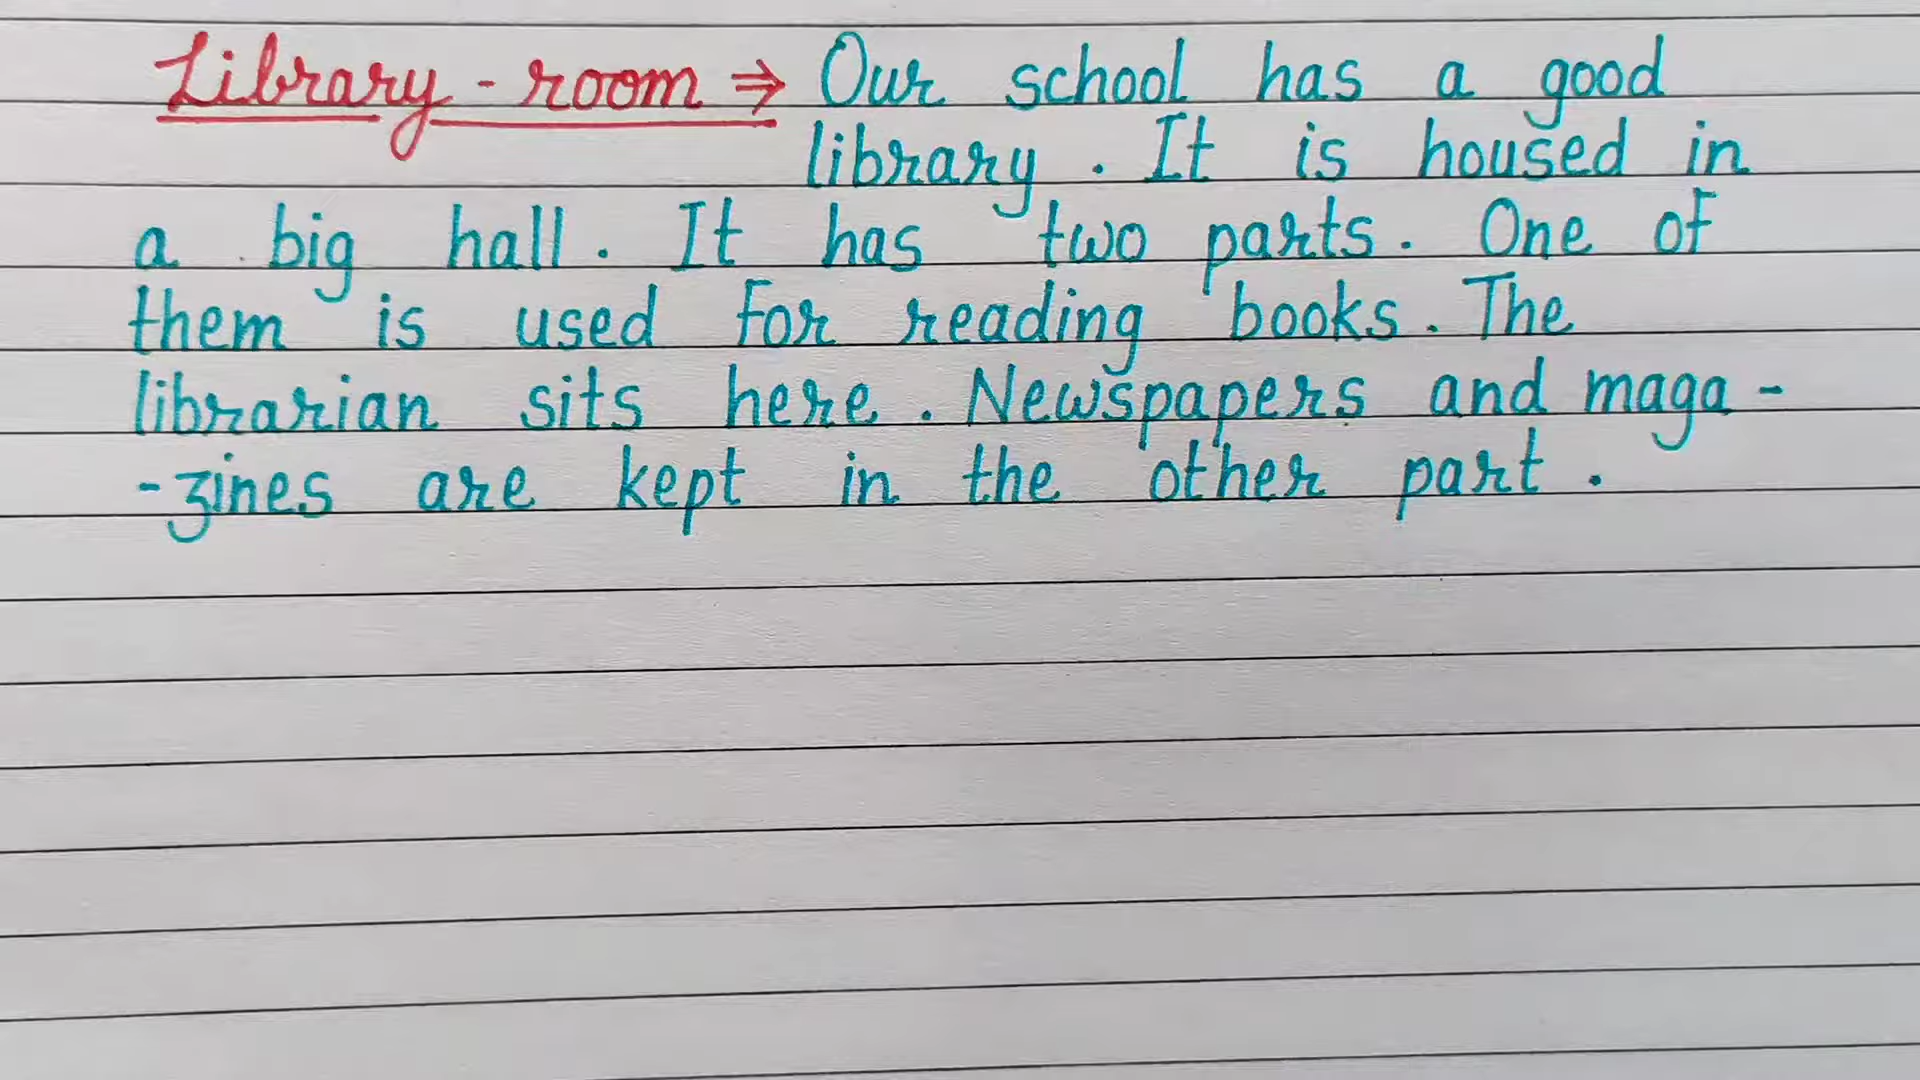 Library - room ⇒ Our school has a good
library. It is housed in
a big hall. It has two parts. One of
them is used for reading books. The
librarian sits here. Newspapers and maga-
-zines are kept in the other part.